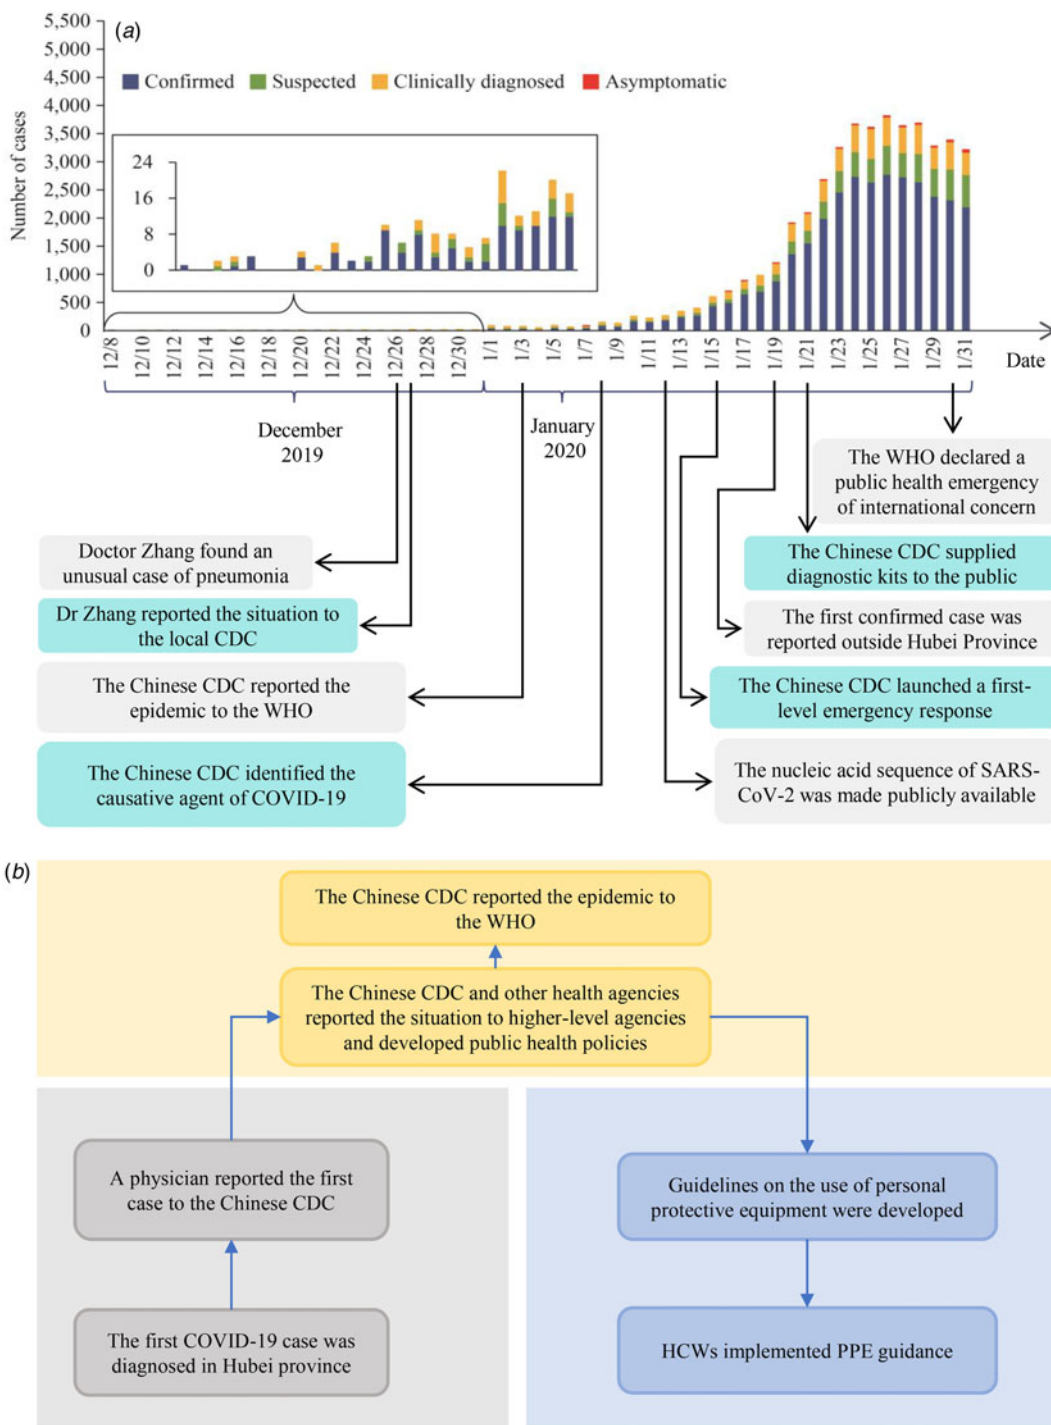 (a)
5,500
5,000
4,500
4,000
3,500
3,000
2,500
2,000
1,500
1,000
500
0
Number of cases
Confirmed
Suspected
Clinically diagnosed
Asymptomatic
24
16
8
0
12/8
12/10
12/12
12/14
12/16
12/18
12/20
12/22
12/24
12/26
12/28
12/30
1/1
1/3
1/5
1/7
1/9
1/11
1/13
1/15
1/17
1/19
1/21
1/23
1/25
1/27
1/29
1/31
Date
December
2019
January
2020
The WHO declared a
public health emergency
of international concern
Doctor Zhang found an
unusual case of pneumonia
The Chinese CDC supplied
diagnostic kits to the public
Dr Zhang reported the situation to
the local CDC
The first confirmed case was
reported outside Hubei Province
The Chinese CDC reported the
epidemic to the WHO
The Chinese CDC launched a first-
level emergency response
The Chinese CDC identified the
causative agent of COVID-19
The nucleic acid sequence of SARS-
CoV-2 was made publicly available
(b)
The Chinese CDC reported the epidemic to
the WHO
The Chinese CDC and other health agencies
reported the situation to higher-level agencies
and developed public health policies
A physician reported the first
case to the Chinese CDC
Guidelines on the use of personal
protective equipment were developed
The first COVID-19 case was
diagnosed in Hubei province
HCWs implemented PPE guidance